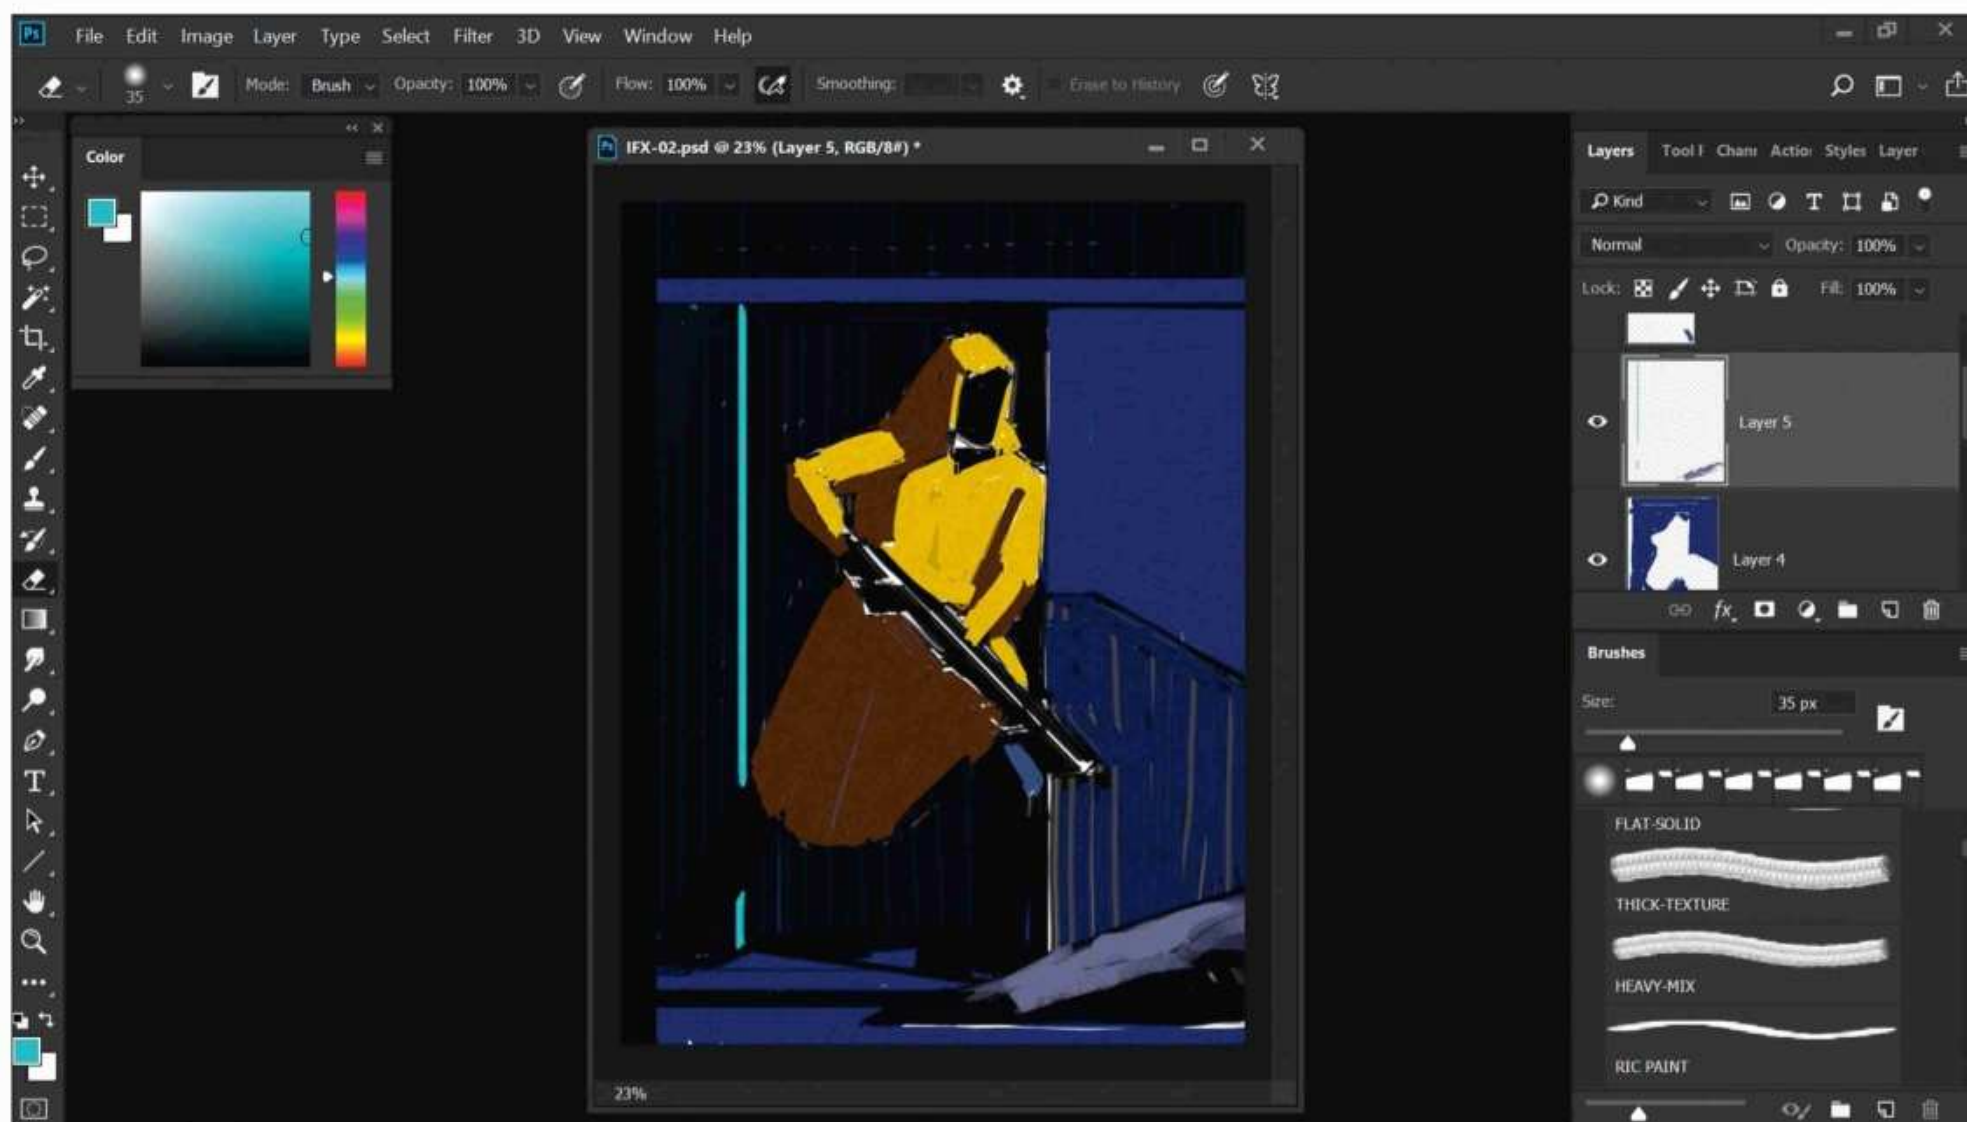 Ps File Edit Image Layer Type Select Filter 3D View Window Help
35 Mode: Brush Opacity: 100% Flow: 100% Smoothing: Erase to History
Color
IFX-02.psd @ 23% (Layer 5, RGB/8#) *
23%
Layers Tool F Chanı Actioı Styles Layer
Kind
Normal Opacity: 100%
Lock: Fill: 100%
Layer 5
Layer 4
fx
Brushes
Size: 35 px
FLAT-SOLID
THICK-TEXTURE
HEAVY-MIX
RIC PAINT